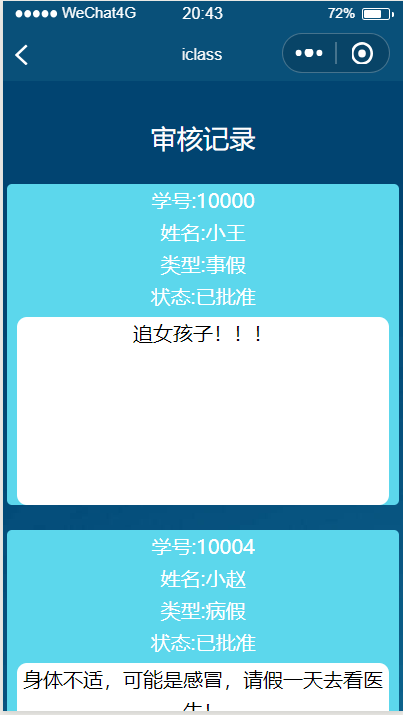 WeChat4G 20:43 72%
iclass
审核记录
学号:10000
姓名:小王
类型:事假
状态:已批准
追女孩子！！！
学号:10004
姓名:小赵
类型:病假
状态:已批准
身体不适，可能是感冒，请假一天去看医
生！